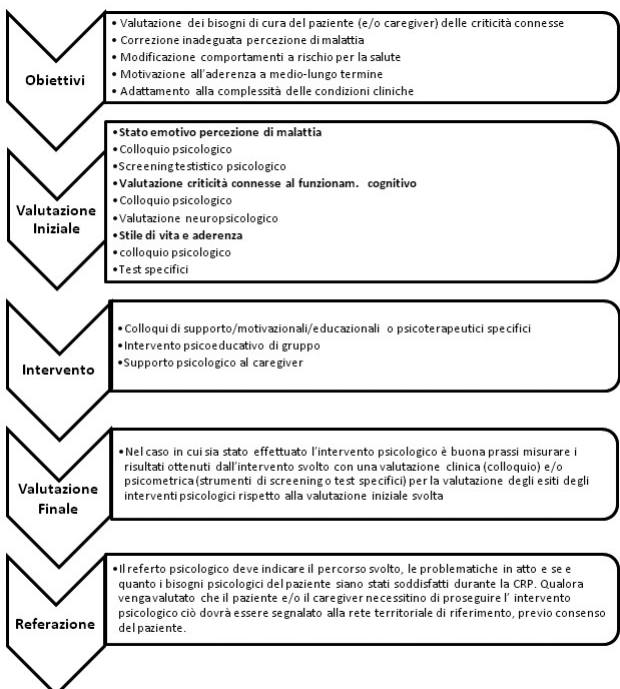 Obiettivi
• Valutazione dei bisogni di cura del paziente (e/o caregiver) delle criticità connesse
• Correzione inadeguata percezione di malattia
• Modificazione comportamenti a rischio per la salute
• Motivazione all'aderenza a medio-lungo termine
• Adattamento alla complessità delle condizioni cliniche
Valutazione
Iniziale
•Stato emotivo percezione di malattia
•Colloquio psicologico
•Screening testistico psicologico
•Valutazione criticità connesse al funzionam. cognitivo
•Colloquio psicologico
•Valutazione neuropsicologico
•Stile di vita e aderenza
•colloquio psicologico
•Test specifici
Intervento
•Colloqui di supporto/motivazionali/educazionali o psicoterapeutici specifici
•Intervento psicoeducativo di gruppo
•Supporto psicologico al caregiver
Valutazione
Finale
•Nel caso in cui sia stato effettuato l'intervento psicologico è buona prassi misurare i
risultati ottenuti dall'intervento svolto con una valutazione clinica (colloquio) e/o
psicometrica (strumenti di screening o test specifici) per la valutazione degli esiti degli
interventi psicologici rispetto alla valutazione iniziale svolta
Referazione
•Il referto psicologico deve indicare il percorso svolto, le problematiche in atto e se e
quanto i bisogni psicologici del paziente siano stati soddisfatti durante la CRP. Qualora
venga valutato che il paziente e/o il caregiver necessitino di proseguire l' intervento
psicologico ciò dovrà essere segnalato alla rete territoriale di riferimento, previo consenso
del paziente.